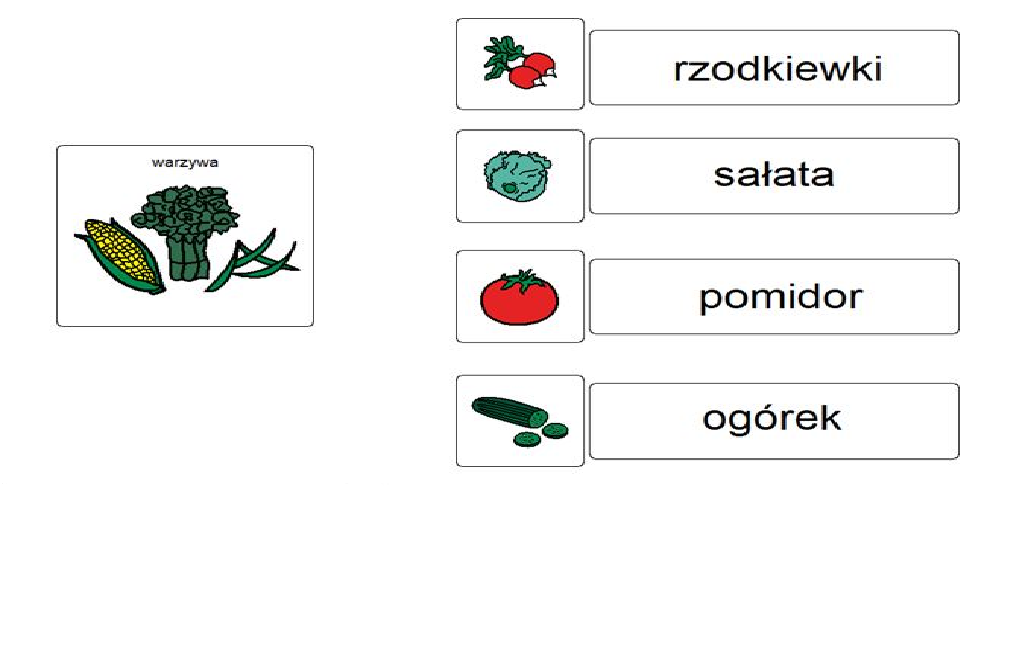 warzywa
rzodkiewki
sałata
pomidor
ogórek